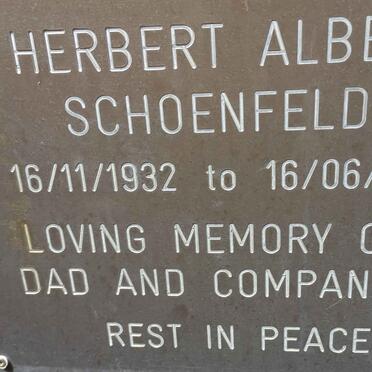 HERBERT ALBE
SCHOENFELD
16/11/1932 to 16/06/
LOVING MEMORY O
DAD AND COMPAN
REST IN PEACE